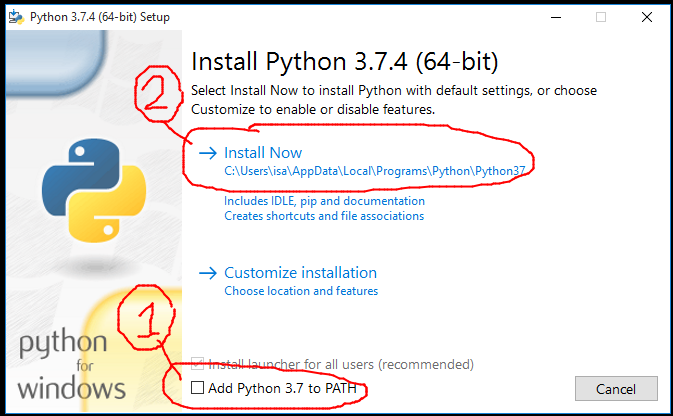 Python 3.7.4 (64-bit) Setup
Install Python 3.7.4 (64-bit)
Select Install Now to install Python with default settings, or choose
Customize to enable or disable features.
2
Install Now
C:\Users\isa\AppData\Local\Programs\Python\Python37
Includes IDLE, pip and documentation
Creates shortcuts and file associations
Customize installation
Choose location and features
1
python
for
windows
Install launcher for all users (recommended)
Add Python 3.7 to PATH
Cancel